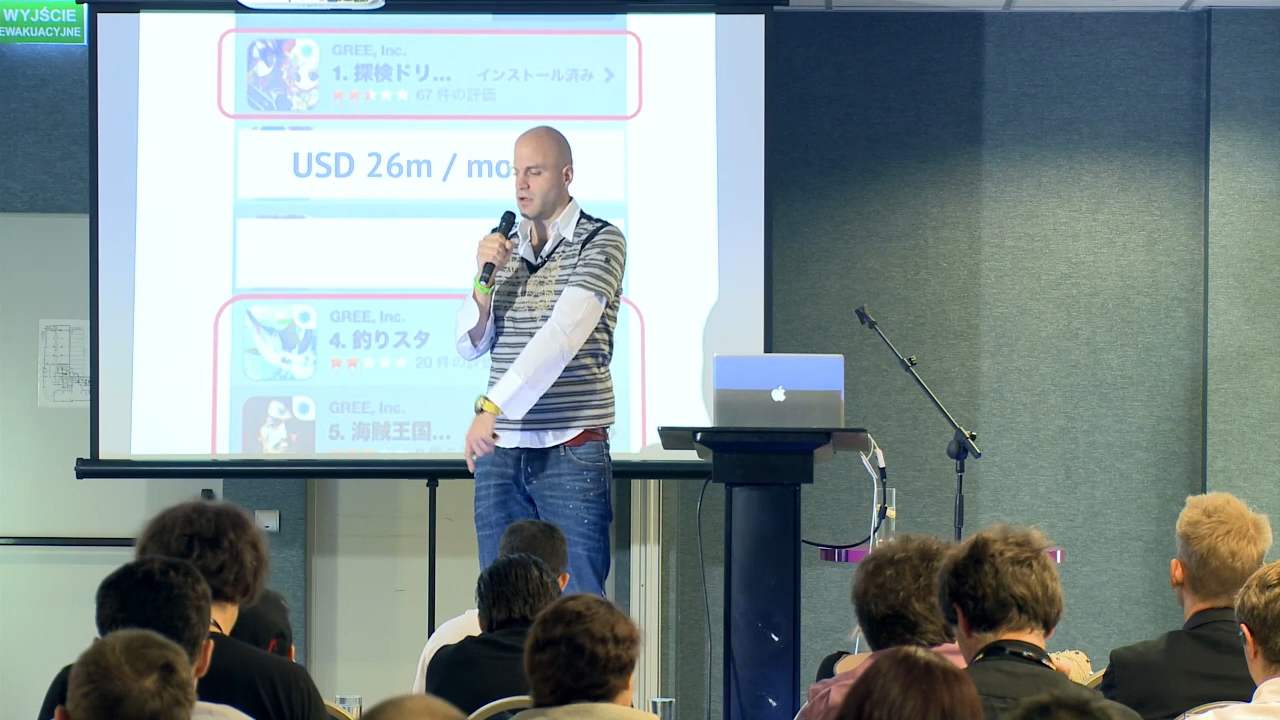 WYJŚCIE
EWAKUACYJNE
GREE, Inc.
1. 探検ドリ... インストール済み
67 件の評価
USD 26m / mo
GREE, Inc.
4. 釣りスタ
20 件の評
GREE, Inc.
5. 海賊王国...